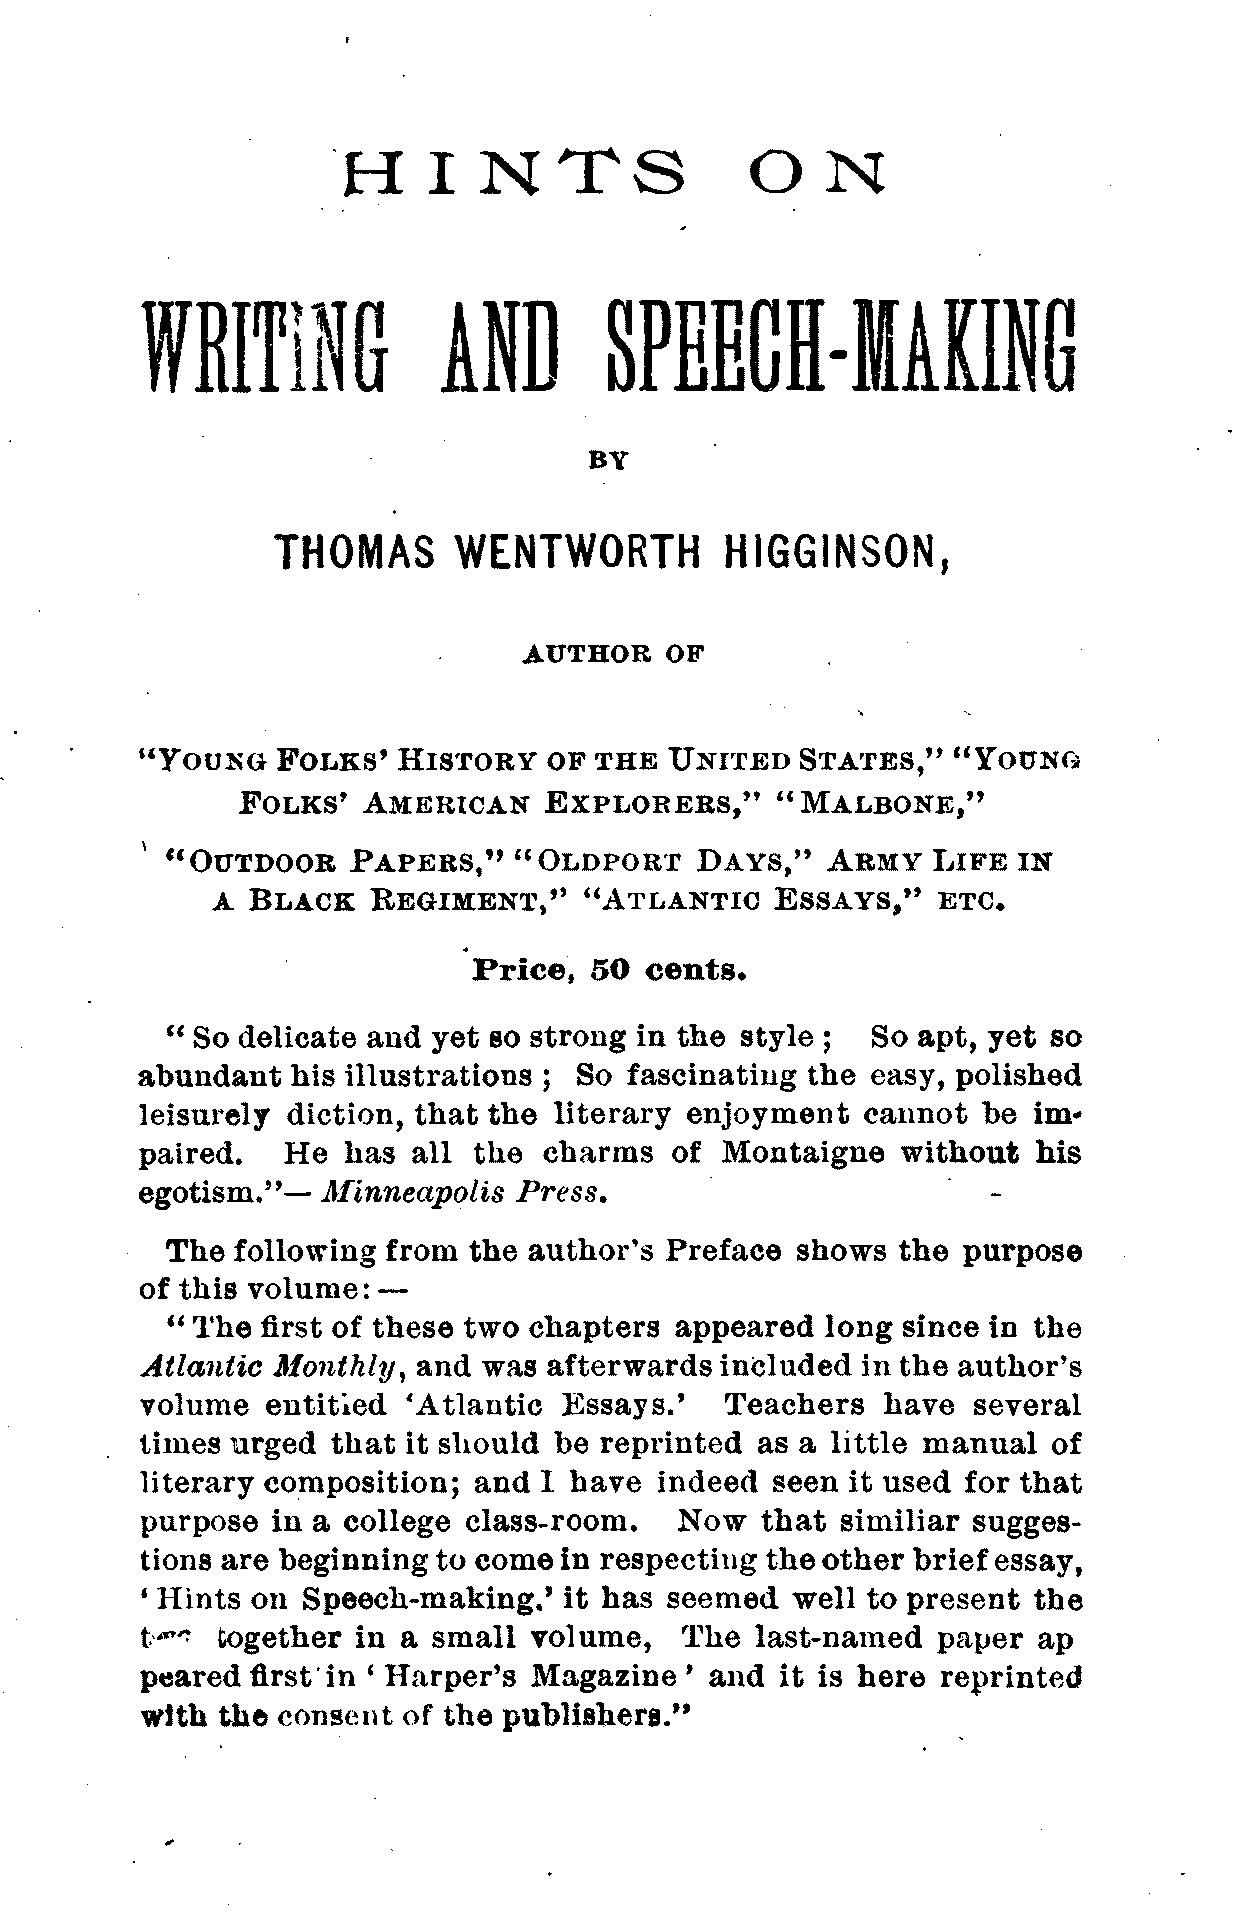 HINTS ON
WRITING AND SPEECH-MAKING
BY
THOMAS WENTWORTH HIGGINSON,
AUTHOR OF
"YOUNG FOLKS' HISTORY OF THE UNITED STATES," "YOUNG
FOLKS' AMERICAN EXPLORERS," "MALBONE,"
"OUTDOOR PAPERS," "OLDPORT DAYS," ARMY LIFE IN
A BLACK REGIMENT," "ATLANTIC ESSAYS," ETC.
Price, 50 cents.
"So delicate and yet so strong in the style; So apt, yet so
abundant his illustrations; So fascinating the easy, polished
leisurely diction, that the literary enjoyment cannot be im-
paired. He has all the charms of Montaigne without his
egotism."—Minneapolis Press.
The following from the author's Preface shows the purpose
of this volume:—
"The first of these two chapters appeared long since in the
Atlantic Monthly, and was afterwards included in the author's
volume entitled 'Atlantic Essays.' Teachers have several
times urged that it should be reprinted as a little manual of
literary composition; and I have indeed seen it used for that
purpose in a college class-room. Now that similiar sugges-
tions are beginning to come in respecting the other brief essay,
'Hints on Speech-making.' it has seemed well to present the
together in a small volume, The last-named paper ap
peared first in 'Harper's Magazine' and it is here reprinted
with the consent of the publishers."